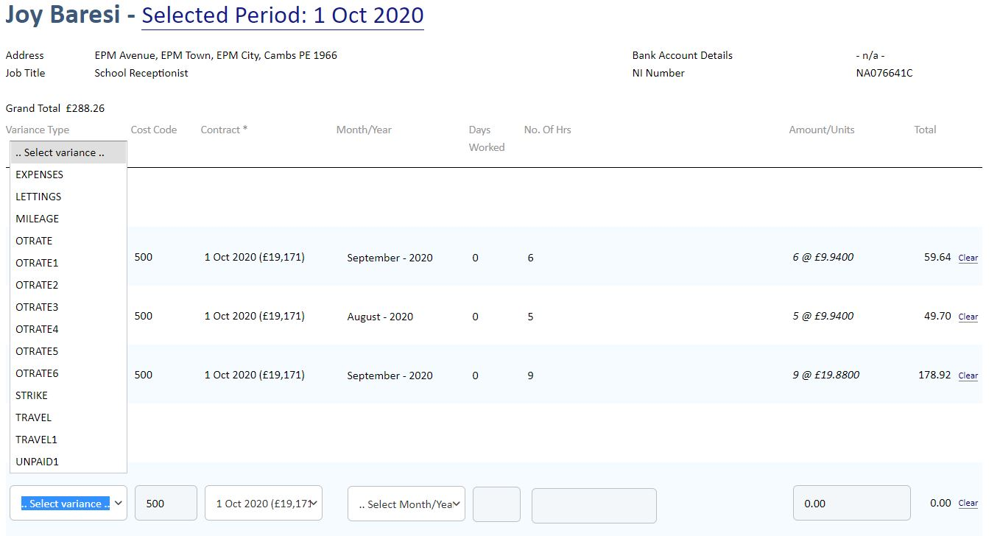 Joy Baresi - Selected Period: 1 Oct 2020
Address EPM Avenue, EPM Town, EPM City, Cambs PE 1966 Bank Account Details - n/a -
Job Title School Receptionist NI Number NA076641C
Grand Total £288.26
Variance Type Cost Code Contract * Month/Year Days Worked No. Of Hrs Amount/Units Total
.. Select variance ..
EXPENSES
LETTINGS
MILEAGE
OTRATE
OTRATE1
OTRATE2
OTRATE3
OTRATE4
OTRATE5
OTRATE6
STRIKE
TRAVEL
TRAVEL1
UNPAID1
500 1 Oct 2020 (£19,171) September - 2020 0 6 6 @ £9.9400 59.64 Clear
500 1 Oct 2020 (£19,171) August - 2020 0 5 5 @ £9.9400 49.70 Clear
500 1 Oct 2020 (£19,171) September - 2020 0 9 9 @ £19.8800 178.92 Clear
.. Select variance .. 500 1 Oct 2020 (£19,171 .. Select Month/Yea 0.00 0.00 Clear